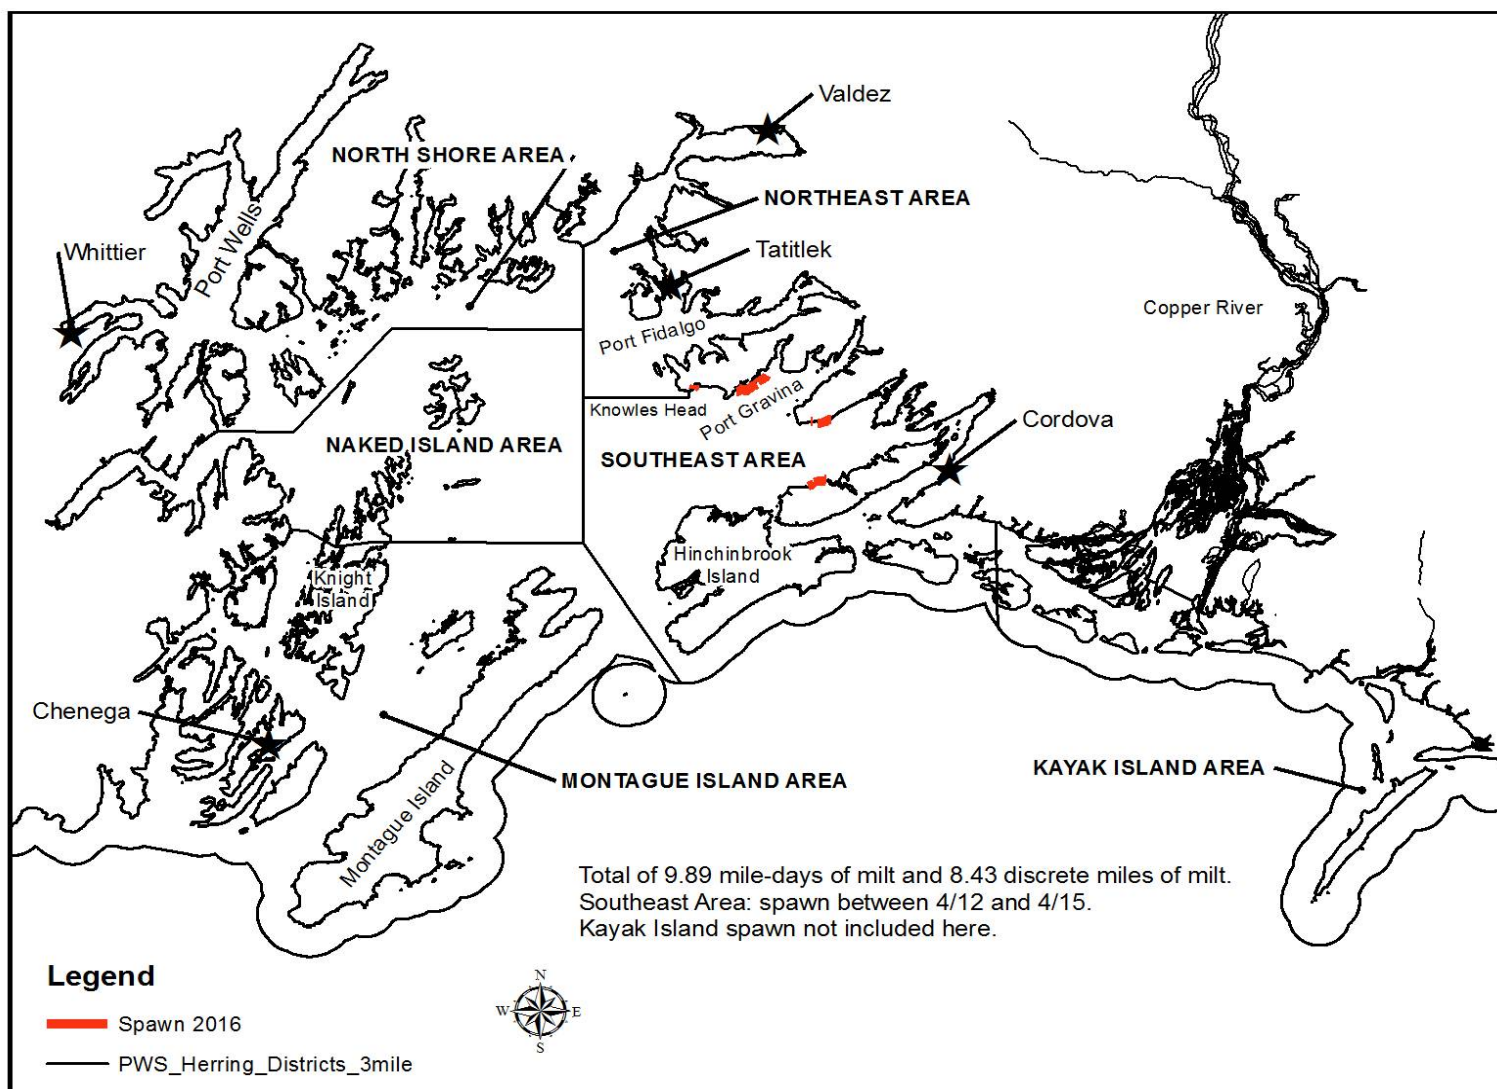 Valdez
NORTH SHORE AREA
NORTHEAST AREA
Port Wells
Whittier
Tatitlek
Copper River
Port Fidalgo
Knowles Head
Port Gravina
Cordova
NAKED ISLAND AREA
SOUTHEAST AREA
Hinchinbrook
Island
Knight
Island
Chenega
MONTAGUE ISLAND AREA
KAYAK ISLAND AREA
Montague Island
Total of 9.89 mile-days of milt and 8.43 discrete miles of milt.
Southeast Area: spawn between 4/12 and 4/15.
Kayak Island spawn not included here.
Legend
N
W E
S
Spawn 2016
PWS_Herring_Districts_3mile